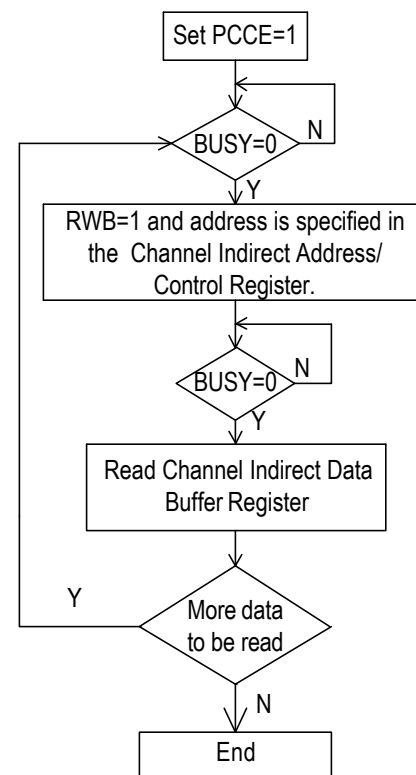 Set PCCE=1
BUSY=0
N
Y
RWB=1 and address is specified in
the Channel Indirect Address/
Control Register.
BUSY=0
N
Y
Read Channel Indirect Data
Buffer Register
Y
More data
to be read
N
End